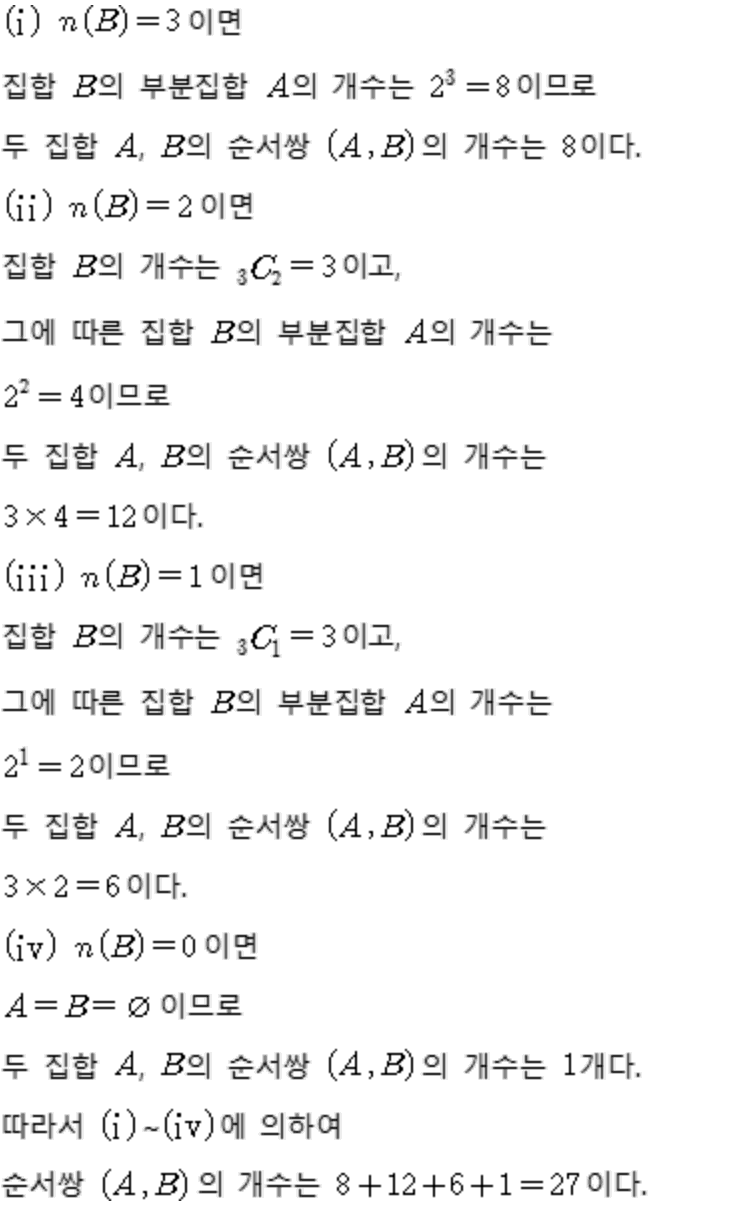 (i) n(B)=3이면
집합 B의 부분집합 A의 개수는 2³=8이므로
두 집합 A, B의 순서쌍 (A,B)의 개수는 8이다.
(ii) n(B)=2이면
집합 B의 개수는 ₃C₂=3이고,
그에 따른 집합 B의 부분집합 A의 개수는
2²=4이므로
두 집합 A, B의 순서쌍 (A,B)의 개수는
3×4=12이다.
(iii) n(B)=1이면
집합 B의 개수는 ₃C₁=3이고,
그에 따른 집합 B의 부분집합 A의 개수는
2¹=2이므로
두 집합 A, B의 순서쌍 (A,B)의 개수는
3×2=6이다.
(iv) n(B)=0이면
A=B=∅ 이므로
두 집합 A, B의 순서쌍 (A,B)의 개수는 1개다.
따라서 (i)~(iv)에 의하여
순서쌍 (A,B)의 개수는 8+12+6+1=27이다.